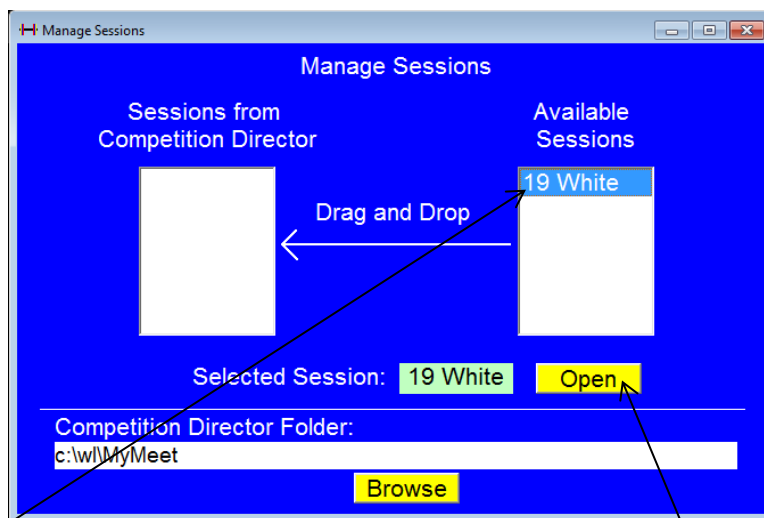 Manage Sessions
Manage Sessions
Sessions from
Competition Director
Available
Sessions
19 White
Drag and Drop
Selected Session: 19 White Open
Competition Director Folder:
c:\wl\MyMeet
Browse